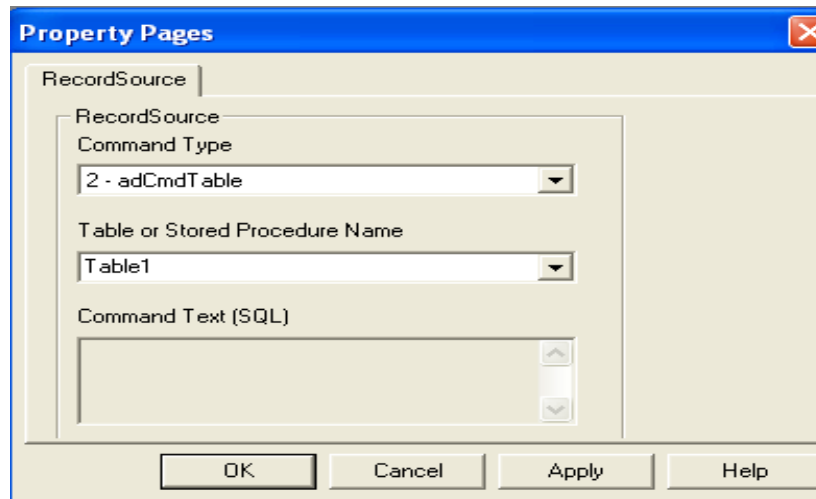 Property Pages
RecordSource
RecordSource
Command Type
2 - adCmdTable
Table or Stored Procedure Name
Table1
Command Text (SQL)
OK Cancel Apply Help